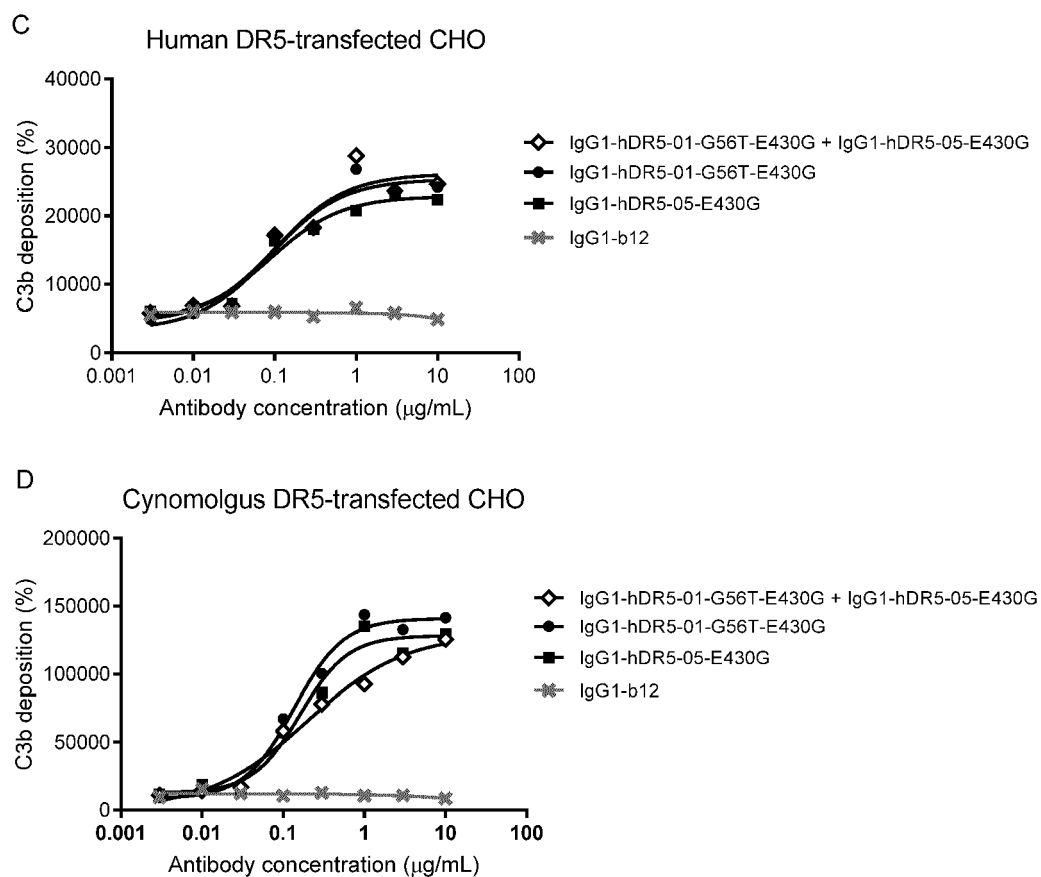 C
Human DR5-transfected CHO
40000
30000
20000
10000
0
C3b deposition (%)
0.001 0.01 0.1 1 10 100
Antibody concentration (μg/mL)
IgG1-hDR5-01-G56T-E430G + IgG1-hDR5-05-E430G
IgG1-hDR5-01-G56T-E430G
IgG1-hDR5-05-E430G
IgG1-b12
D
Cynomolgus DR5-transfected CHO
200000
150000
100000
50000
0
C3b deposition (%)
0.001 0.01 0.1 1 10 100
Antibody concentration (μg/mL)
IgG1-hDR5-01-G56T-E430G + IgG1-hDR5-05-E430G
IgG1-hDR5-01-G56T-E430G
IgG1-hDR5-05-E430G
IgG1-b12